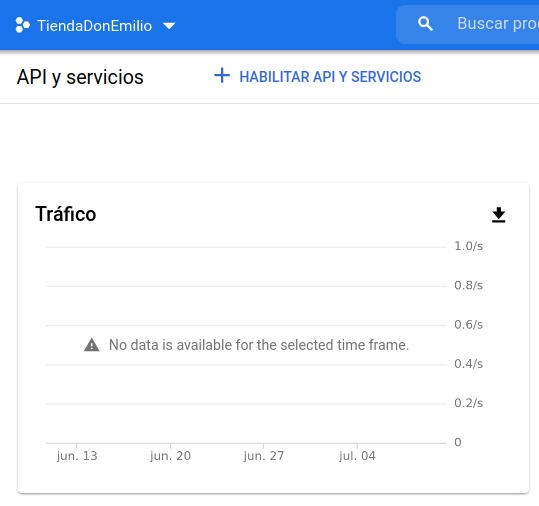 TiendaDonEmilio
Buscar pro
API y servicios
HABILITAR API Y SERVICIOS
Tráfico
1.0/s
0.8/s
0.6/s
No data is available for the selected time frame.
0.4/s
0.2/s
0
jun. 13 jun. 20 jun. 27 jul. 04